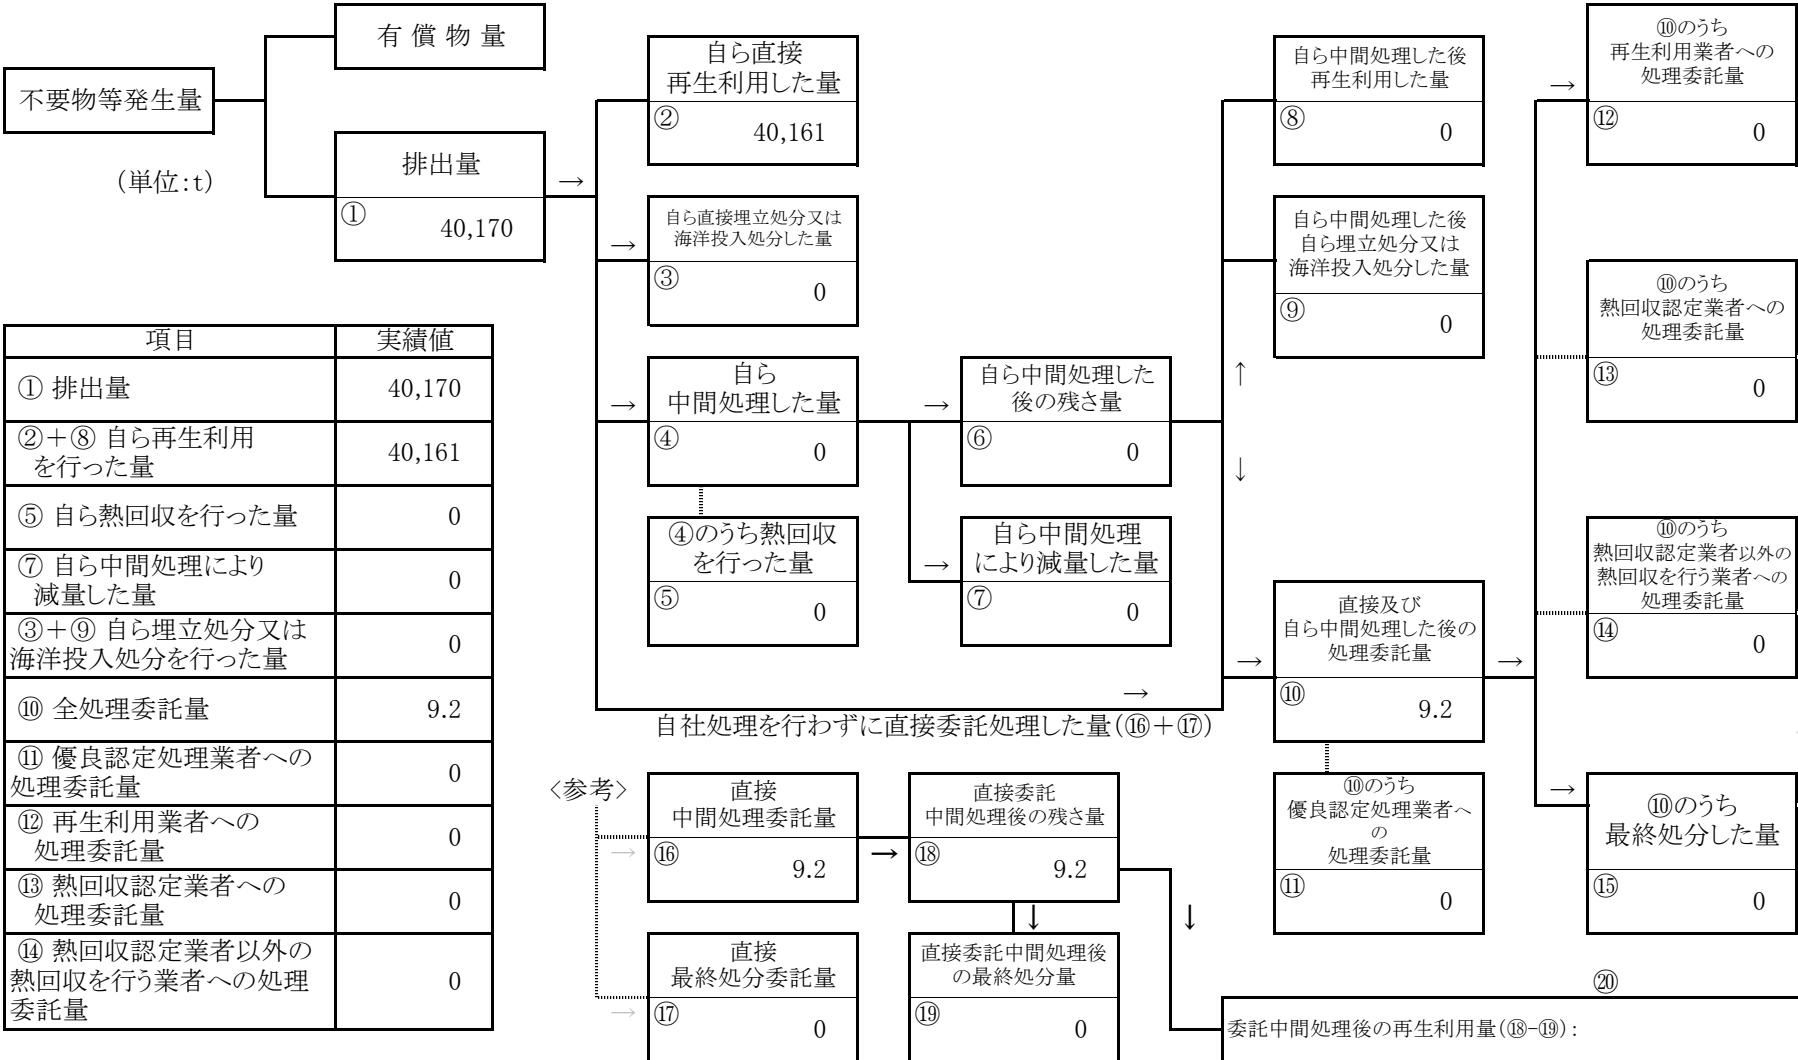 有 償 物 量
不要物等発生量
(単位:t)
排出量
①
40,170
→
自ら直接
再生利用した量
②
40,161
→
自ら直接埋立処分又は
海洋投入処分した量
③
0
→
自ら
中間処理した量
④
0
④のうち熱回収
を行った量
⑤
0
→
自ら中間処理した
後の残さ量
⑥
0
→
自ら中間処理
により減量した量
⑦
0
自ら中間処理した後
再生利用した量
⑧
0
自ら中間処理した後
自ら埋立処分又は
海洋投入処分した量
⑨
0
↑
↓
→
自社処理を行わずに直接委託処理した量(⑯+⑰)
→
直接及び
自ら中間処理した後の
処理委託量
⑩
9.2
→
⑩のうち
優良認定処理業者へ
の
処理委託量
⑪
0
→
⑩のうち
再生利用業者への
処理委託量
⑫
0
⑩のうち
熱回収認定業者への
処理委託量
⑬
0
⑩のうち
熱回収認定業者以外の
熱回収を行う業者への
処理委託量
⑭
0
→
⑩のうち
最終処分した量
⑮
0
項目 実績値
① 排出量 40,170
②+⑧ 自ら再生利用
を行った量
40,161
⑤ 自ら熱回収を行った量 0
⑦ 自ら中間処理により
減量した量
0
③+⑨ 自ら埋立処分又は
海洋投入処分を行った量
0
⑩ 全処理委託量 9.2
⑪ 優良認定処理業者への
処理委託量
0
⑫ 再生利用業者への
処理委託量
0
⑬ 熱回収認定業者への
処理委託量
0
⑭ 熱回収認定業者以外の
熱回収を行う業者への処理
委託量
0
<参考>
→
直接
中間処理委託量
⑯
9.2
→
直接委託
中間処理後の残さ量
⑱
9.2
↓
↓
→
直接
最終処分委託量
⑰
0
直接委託中間処理後
の最終処分量
⑲
0
⑳
委託中間処理後の再生利用量(⑱-⑲):